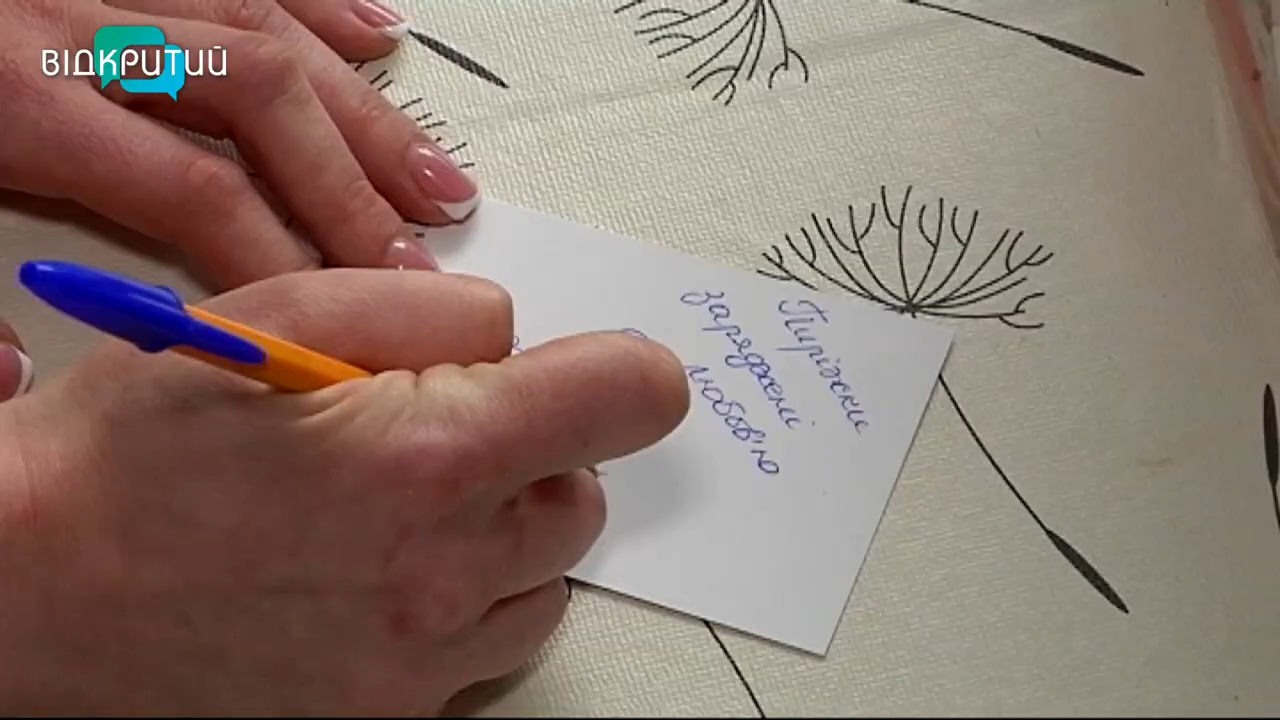 ВІДКРИТИЙ
Пиріжки
заряджені
любов'ю